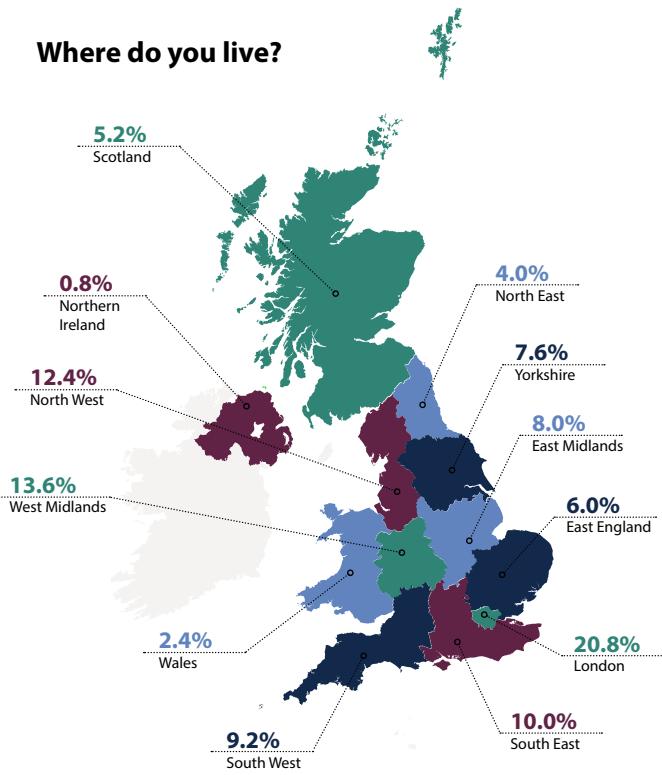 Where do you live?
5.2%
Scotland
0.8%
Northern
Ireland
4.0%
North East
7.6%
Yorkshire
12.4%
North West
8.0%
East Midlands
13.6%
West Midlands
6.0%
East England
2.4%
Wales
20.8%
London
10.0%
South East
9.2%
South West